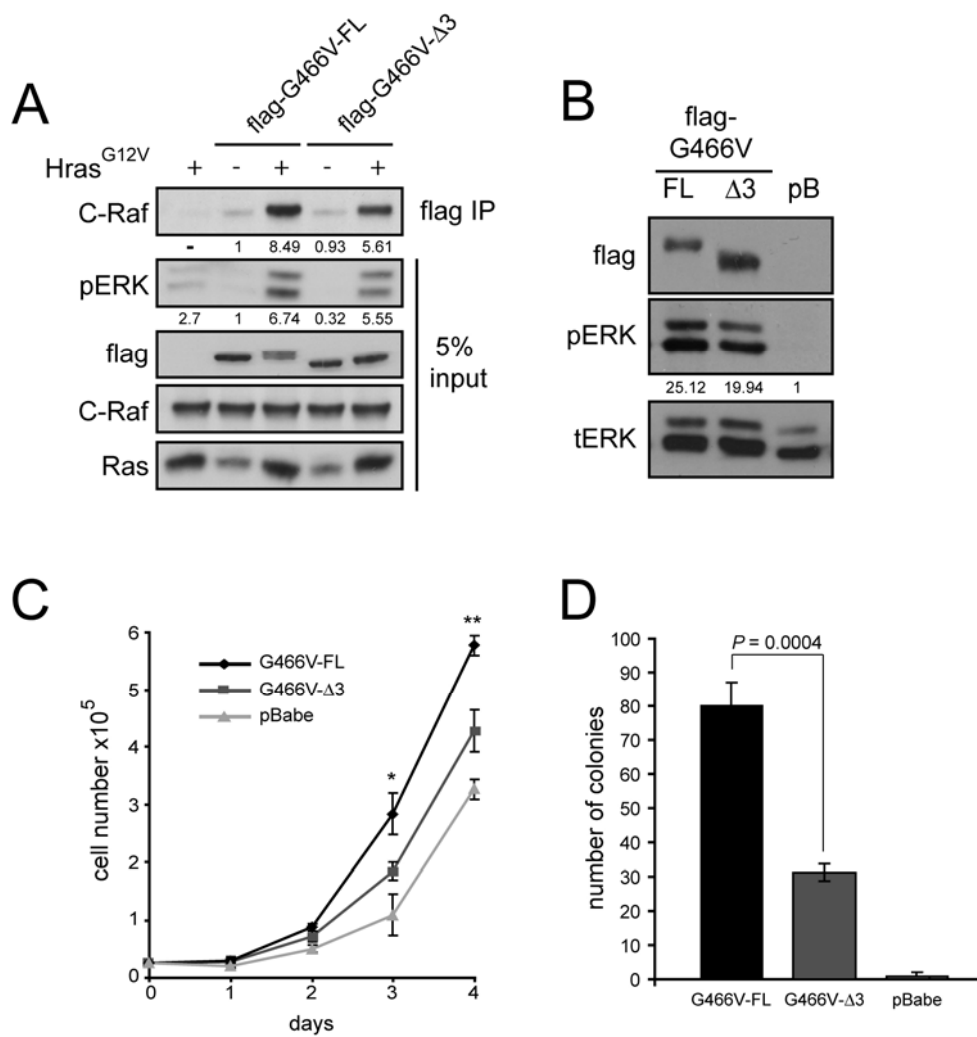 A
flag-G466V-FL
flag-G466V-Δ3
Hras^G12V + - + - +
C-Raf
flag IP
- 1 8.49 0.93 5.61
pERK
2.7 1 6.74 0.32 5.55
flag
5%
input
C-Raf
Ras
B
flag-
G466V
FL Δ3 pB
flag
pERK
25.12 19.94 1
tERK
C
cell number x10^5
6
5
4
3
2
1
0
G466V-FL
G466V-Δ3
pBabe
*
**
0 1 2 3 4
days
D
number of colonies
100
90
80
70
60
50
40
30
20
10
0
P = 0.0004
G466V-FL G466V-Δ3 pBabe